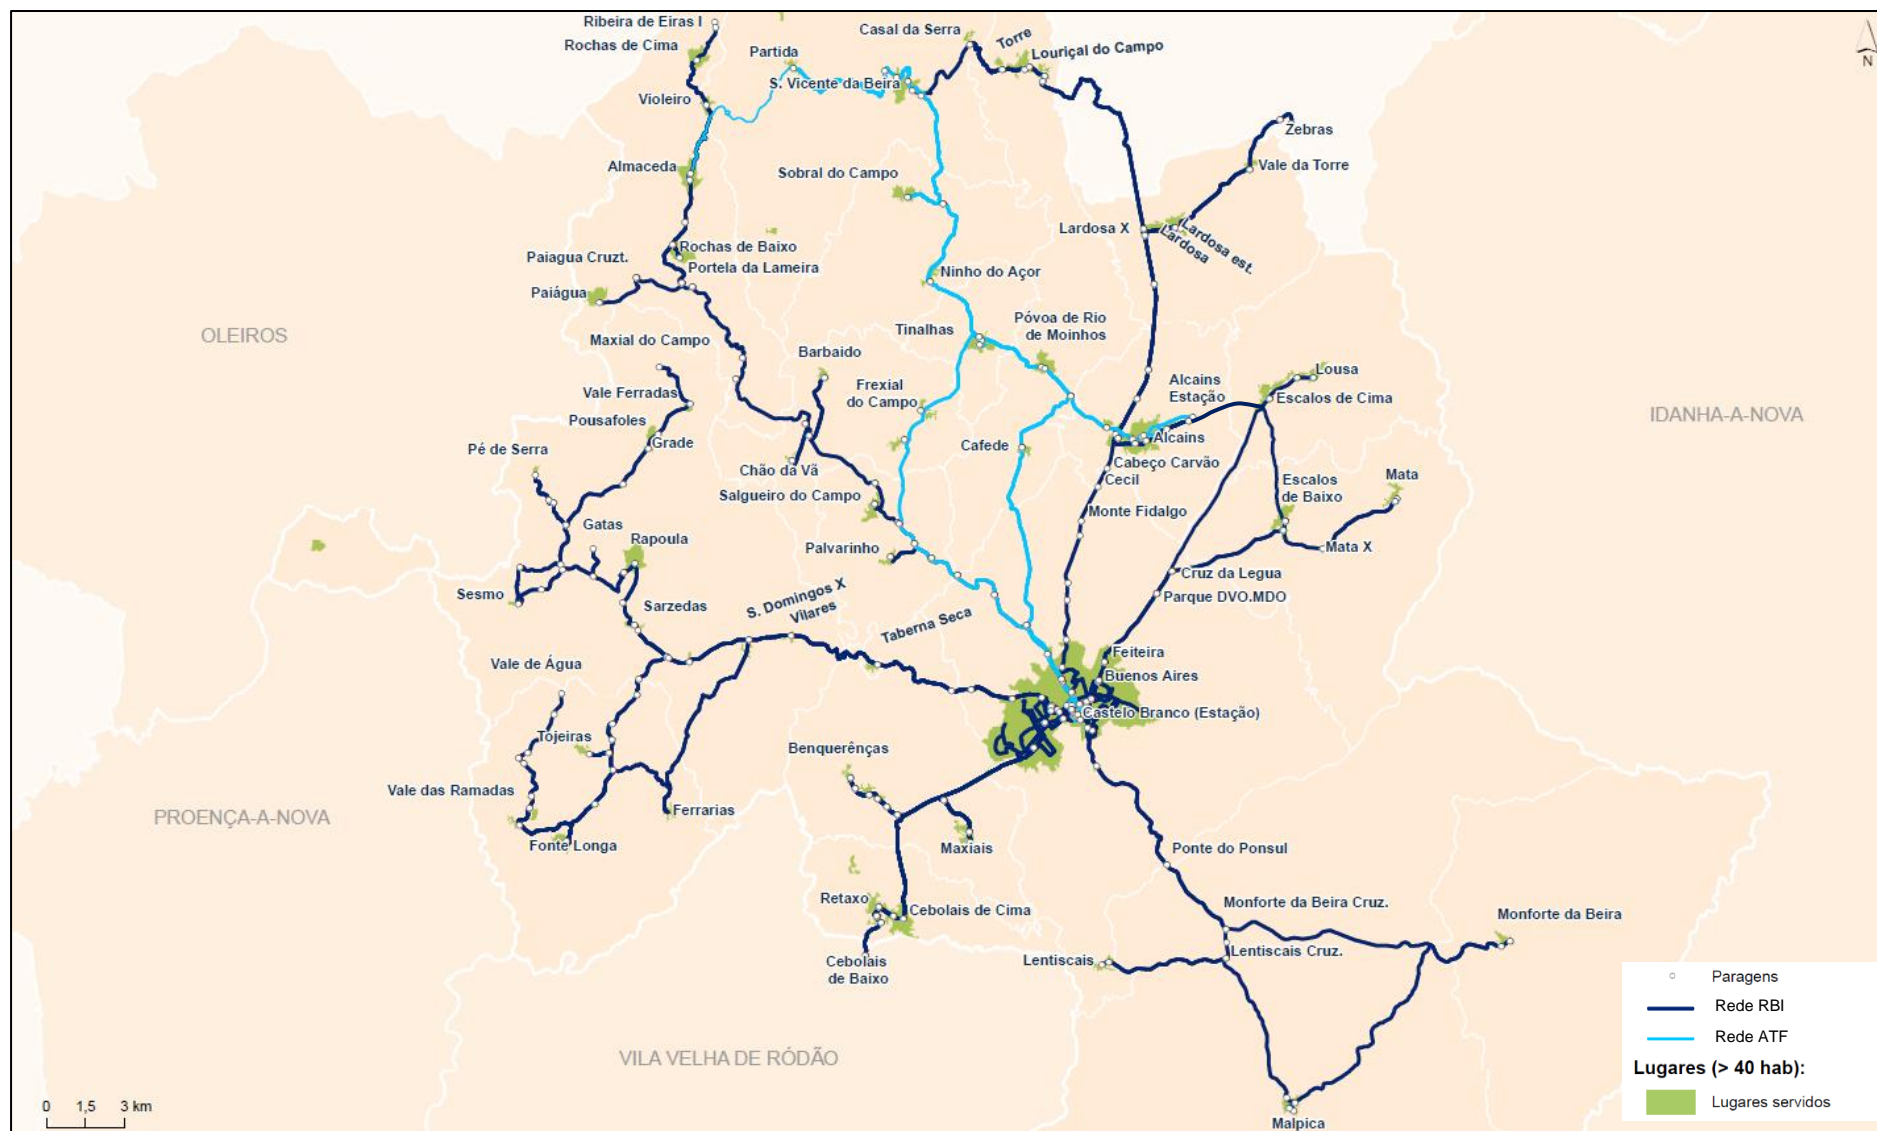 Ribeira de Eiras I
Rochas de Cima
Partida
Casal da Serra
Torre
Louriçal do Campo
N
Violeiro
S. Vicente da Beira
Zebras
Almaceda
Sobral do Campo
Vale da Torre
Lardosa X
Lardosa
Lardosa est.
Rochas de Baixo
Paiagua Cruzt.
Portela da Lameira
Ninho do Açor
Paiágua
OLEIROS
Maxial do Campo
Barbaido
Tinalhas
Póvoa de Rio
de Moinhos
Vale Ferradas
Frexial
do Campo
Alcains
Estação
Lousa
Escalos de Cima
IDANHA-A-NOVA
Pousafoles
Grade
Pé de Serra
Chão da Vã
Cafede
Alcains
Cabeço Carvão
Cecil
Salgueiro do Campo
Escalos
de Baixo
Mata
Monte Fidalgo
Gatas
Rapoula
Palvarinho
Mata X
Sesmo
Sarzedas
S. Domingos X
Vilares
Taberna Seca
Cruz da Legua
Parque DVO.MDO
Vale de Água
Feiteira
Buenos Aires
Castelo Branco (Estação)
Tojeiras
Benquerênças
Vale das Ramadas
PROENÇA-A-NOVA
Ferrarias
Fonte Longa
Maxiais
Ponte do Ponsul
Retaxo
Cebolais de Cima
Monforte da Beira Cruz.
Monforte da Beira
Cebolais
de Baixo
Lentiscais
Lentiscais Cruz.
VILA VELHA DE RÓDÃO
Malpica
0 1,5 3 km
Paragens
Rede RBI
Rede ATF
Lugares (> 40 hab):
Lugares servidos